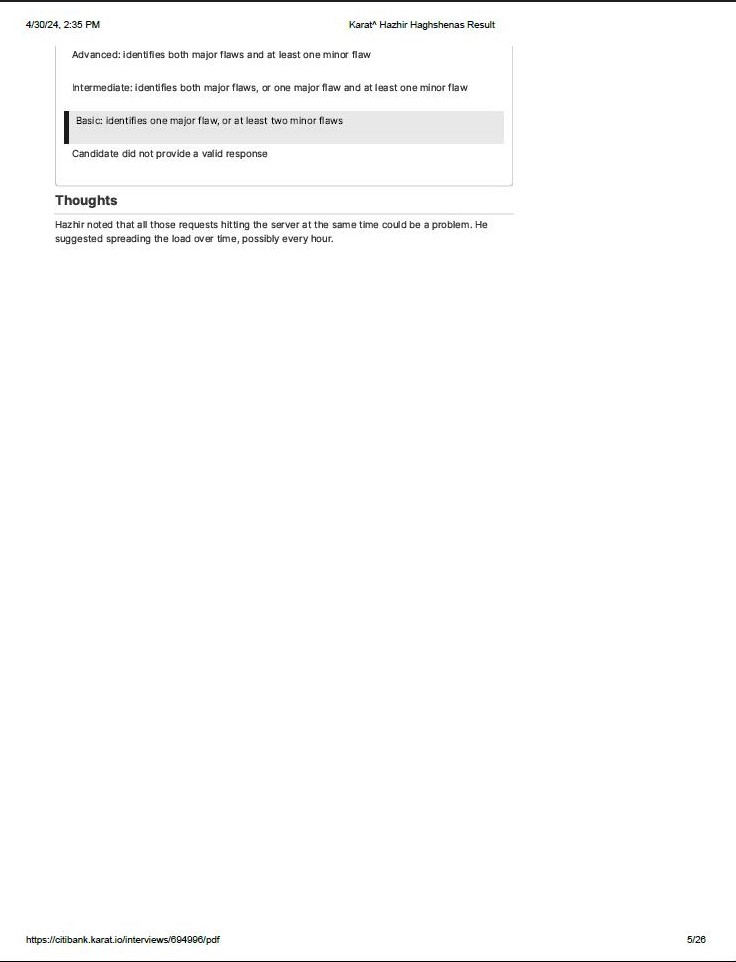 4/30/24, 2:35 PM
Karat^ Hazhir Haghshenas Result
Advanced: identifies both major flaws and at least one minor flaw
Intermediate: identifies both major flaws, or one major flaw and at least one minor flaw
Basic: identifies one major flaw, or at least two minor flaws
Candidate did not provide a valid response
Thoughts
Hazhir noted that all those requests hitting the server at the same time could be a problem. He
suggested spreading the load over time, possibly every hour.
https://citibank.karat.io/interviews/694996/pdf
5/26